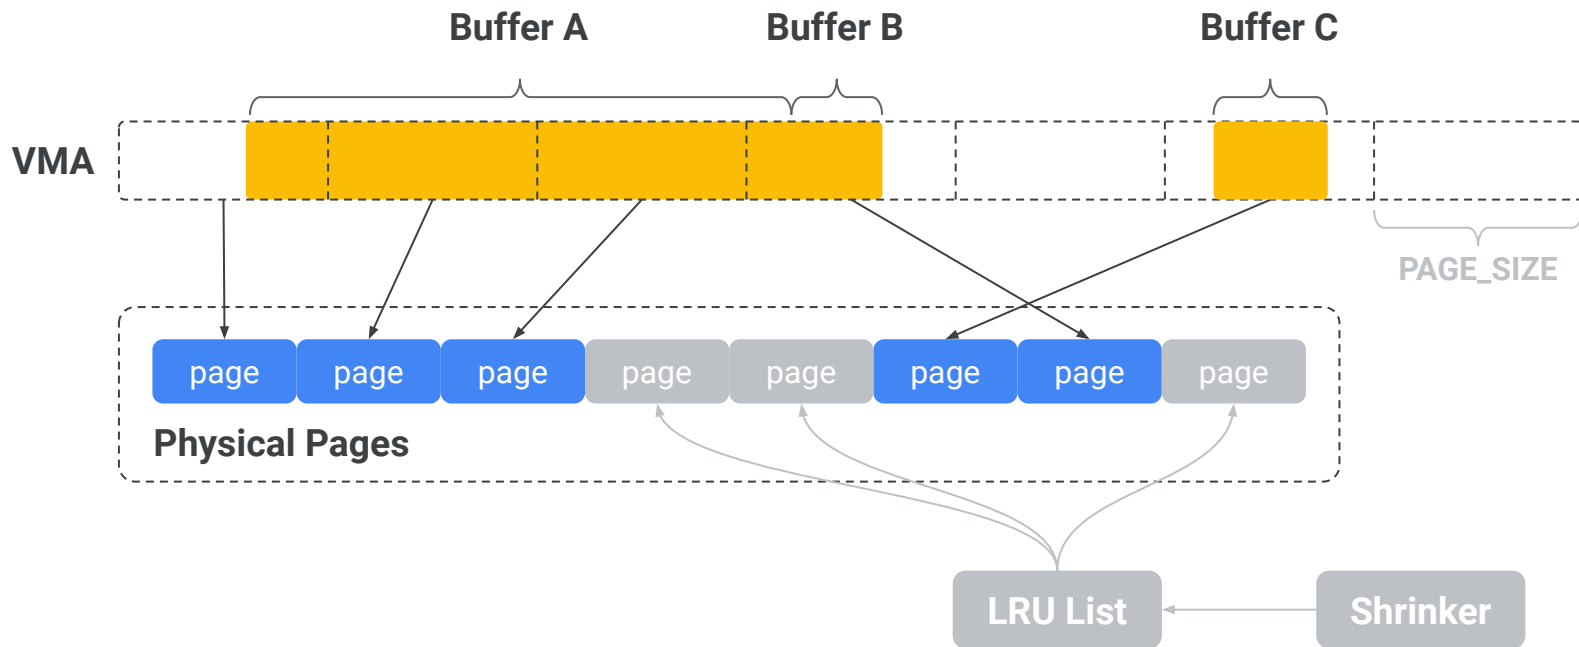 Buffer A
Buffer B
Buffer C
VMA
PAGE_SIZE
page
page
page
page
page
page
page
page
Physical Pages
LRU List
Shrinker